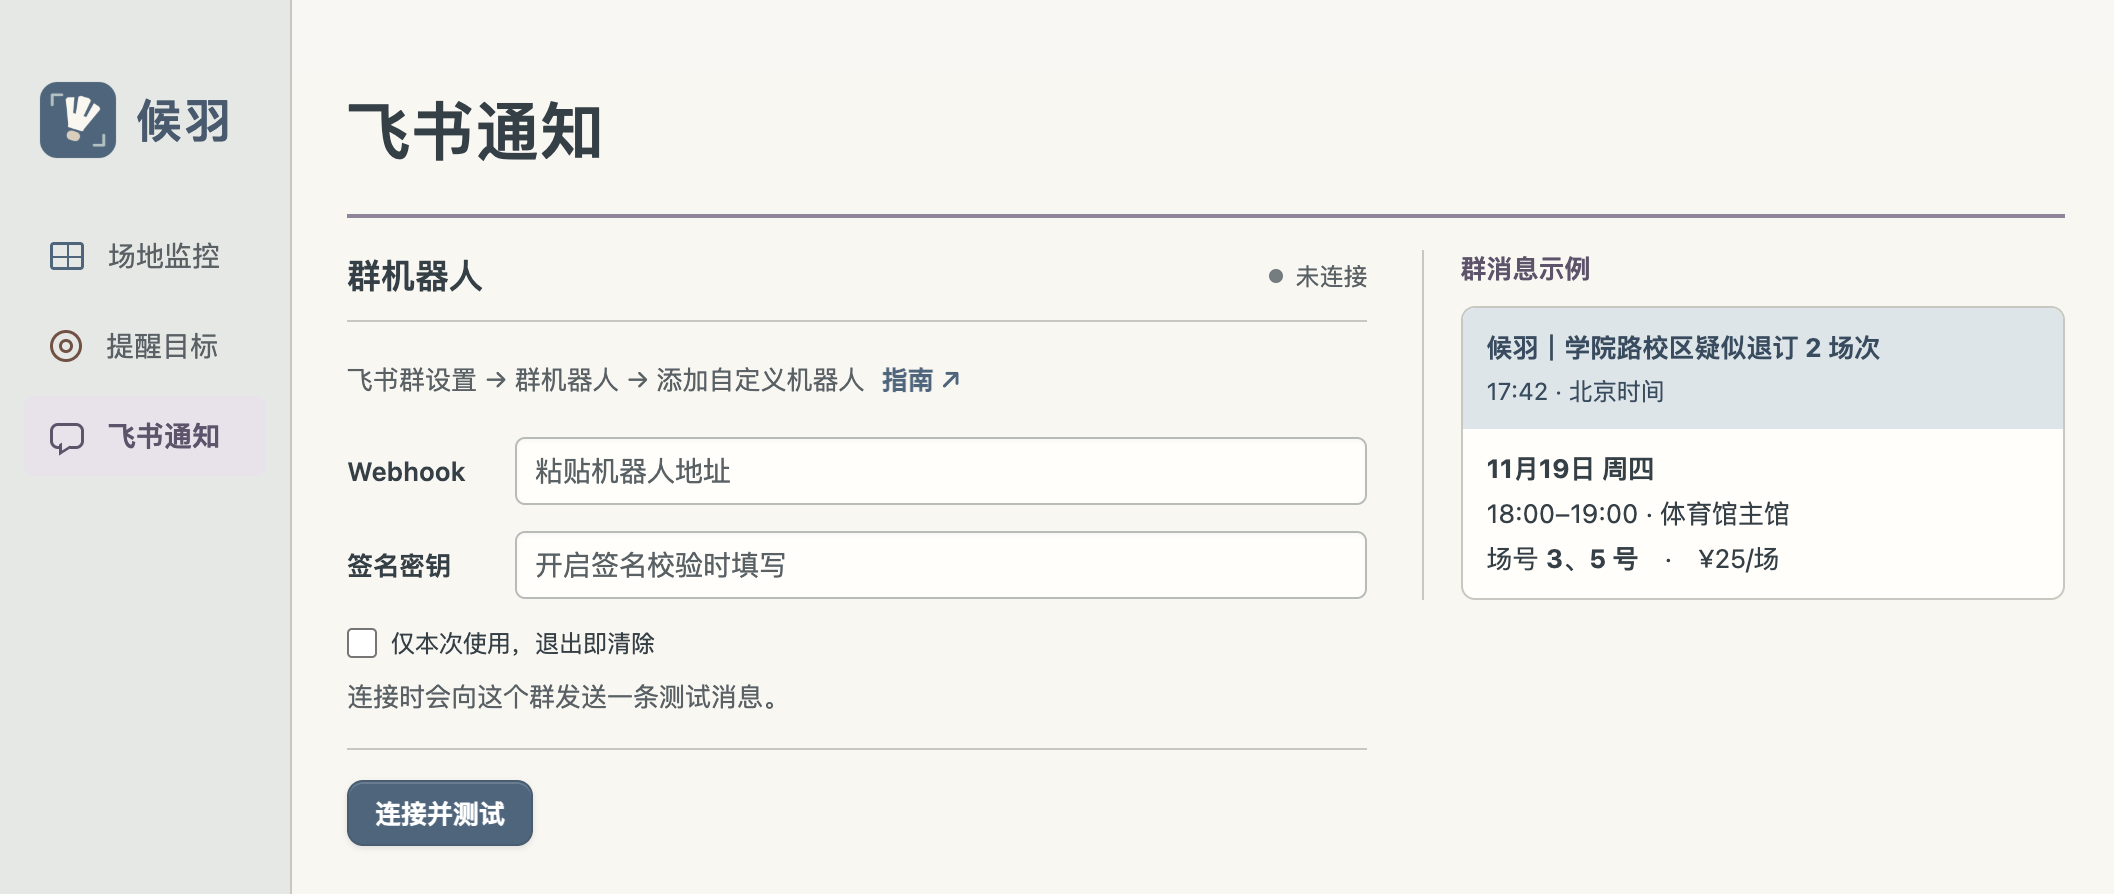 候羽
场地监控
提醒目标
飞书通知
飞书通知
群机器人
未连接
飞书群设置 → 群机器人 → 添加自定义机器人 指南 ↗
Webhook
粘贴机器人地址
签名密钥
开启签名校验时填写
仅本次使用，退出即清除
连接时会向这个群发送一条测试消息。
连接并测试
群消息示例
候羽｜学院路校区疑似退订 2 场次
17:42 · 北京时间
11月19日 周四
18:00–19:00 · 体育馆主馆
场号 3、5 号 · ¥25/场